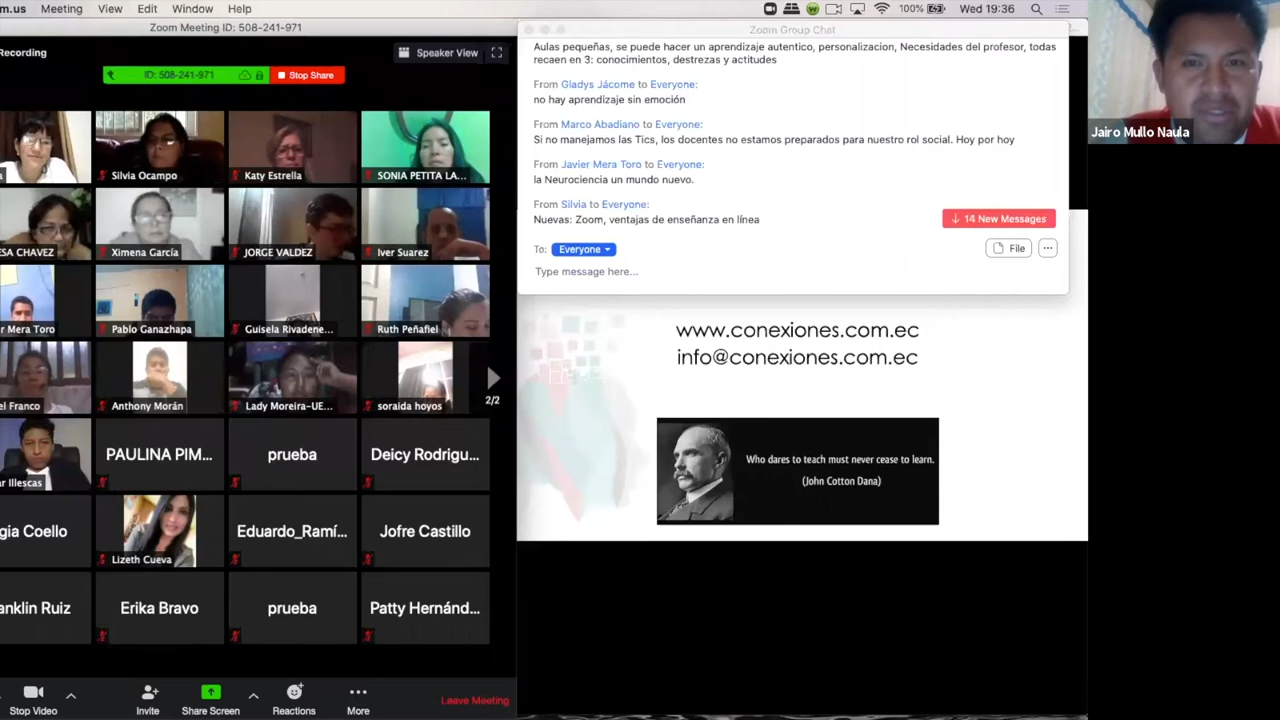 m.us Meeting View Edit Window Help
100% Wed 19:36
Zoom Meeting ID: 508-241-971
Recording
Speaker View
ID: 508-241-971
Stop Share
Silvia Ocampo
Katy Estrella
SONIA PETITA LA...
ESA CHAVEZ
Ximena García
JORGE VALDEZ
Iver Suarez
r Mera Toro
Pablo Ganazhapa
Guisela Rivadene...
Ruth Peñafiel
el Franco
Anthony Morán
Lady Moreira-UE...
soraida hoyos
2/2
ar Illescas
PAULINA PIM...
prueba
Deicy Rodrigu...
gia Coello
Lizeth Cueva
Eduardo_Ramí...
Jofre Castillo
anklin Ruiz
Erika Bravo
prueba
Patty Hernánd...
Stop Video
Invite
Share Screen
Reactions
More
Leave Meeting
Zoom Group Chat
Aulas pequeñas, se puede hacer un aprendizaje autentico, personalizacion, Necesidades del profesor, todas
recaen en 3: conocimientos, destrezas y actitudes
From Gladys Jácome to Everyone:
no hay aprendizaje sin emoción
From Marco Abadiano to Everyone:
Si no manejamos las Tics, los docentes no estamos preparados para nuestro rol social. Hoy por hoy
From Javier Mera Toro to Everyone:
la Neurociencia un mundo nuevo.
From Silvia to Everyone:
Nuevas: Zoom, ventajas de enseñanza en línea
14 New Messages
To: Everyone
File
Type message here...
www.conexiones.com.ec
info@conexiones.com.ec
Who dares to teach must never cease to learn.
(John Cotton Dana)
Jairo Mullo Naula